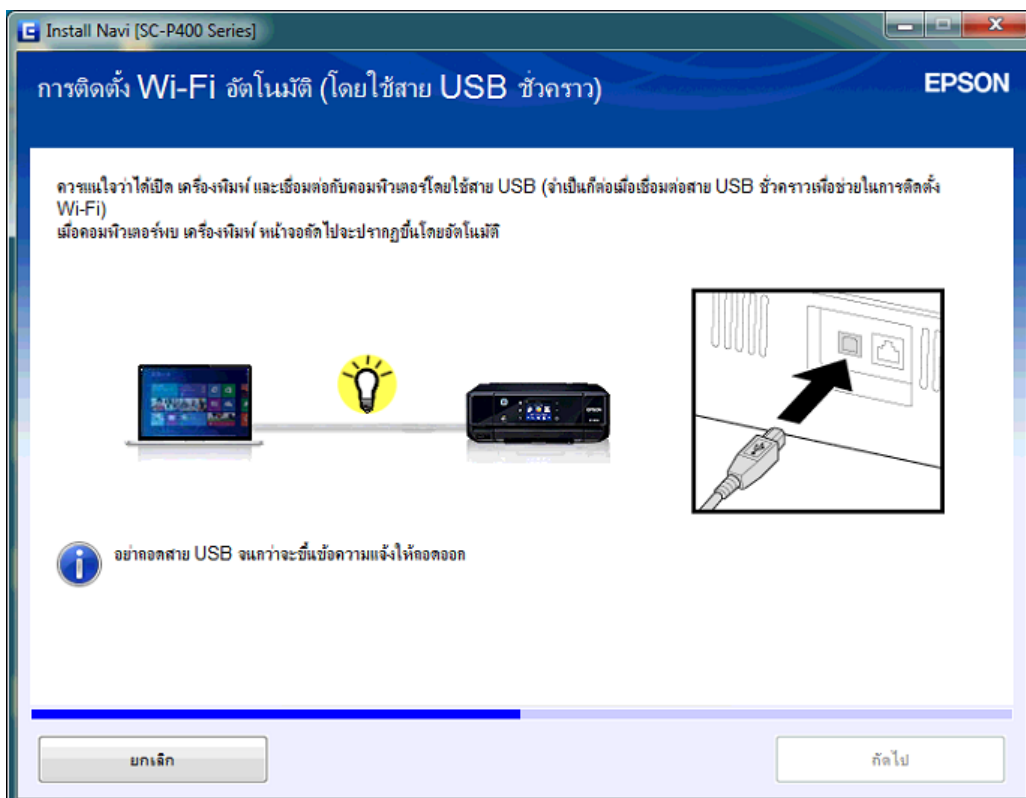 Install Navi [SC-P400 Series]
การติดตั้ง Wi-Fi อัตโนมัติ (โดยใช้สาย USB ชั่วคราว)
EPSON
ควรแน่ใจว่าได้เปิด เครื่องพิมพ์ และเชื่อมต่อกับคอมพิวเตอร์โดยใช้สาย USB (จำเป็นก็ต่อเมื่อเชื่อมต่อสาย USB ชั่วคราวเพื่อช่วยในการติดตั้ง
Wi-Fi)
เมื่อคอมพิวเตอร์พบ เครื่องพิมพ์ หน้าจอถัดไปจะปรากฏขึ้นโดยอัตโนมัติ
EPSON
อย่าถอดสาย USB จนกว่าจะขึ้นข้อความแจ้งให้ถอดออก
ยกเลิก
ถัดไป